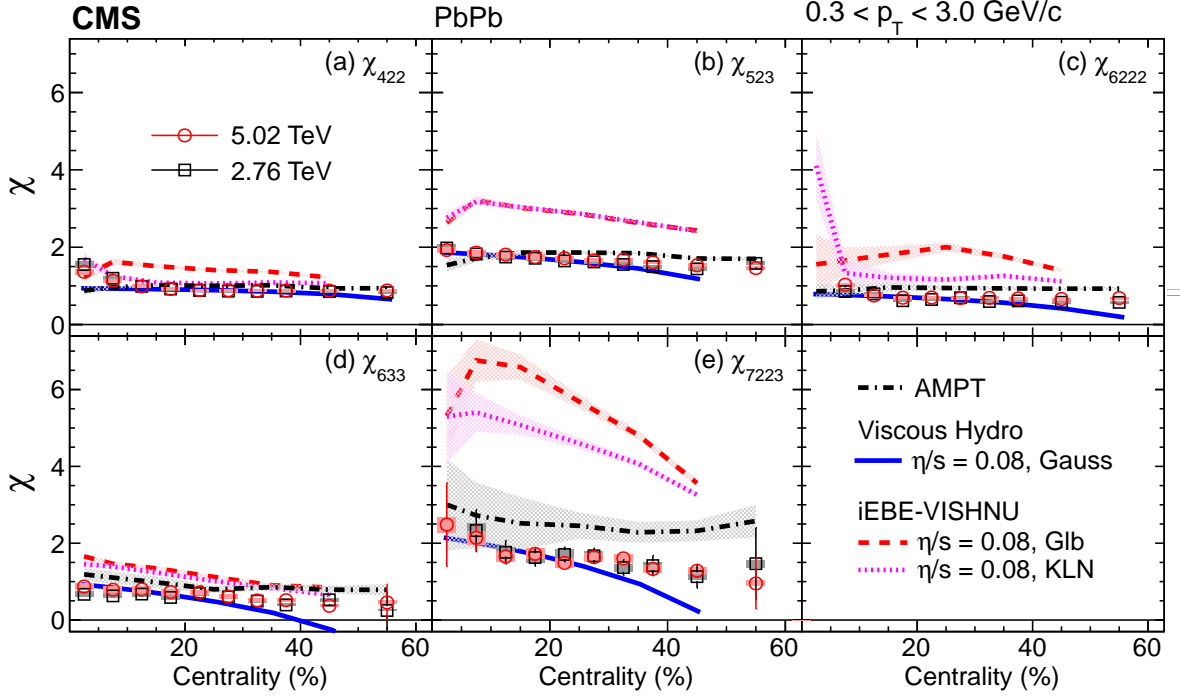 CMS PbPb 0.3 < p_T < 3.0 GeV/c
(a) χ_422 (b) χ_523 (c) χ_6222
6
4
2
0
χ
5.02 TeV
2.76 TeV
(d) χ_633 (e) χ_7223
6
4
2
0
χ
AMPT
Viscous Hydro
η/s = 0.08, Gauss
iEBE-VISHNU
η/s = 0.08, Glb
η/s = 0.08, KLN
20 40 60 20 40 60 20 40 60
Centrality (%) Centrality (%) Centrality (%)